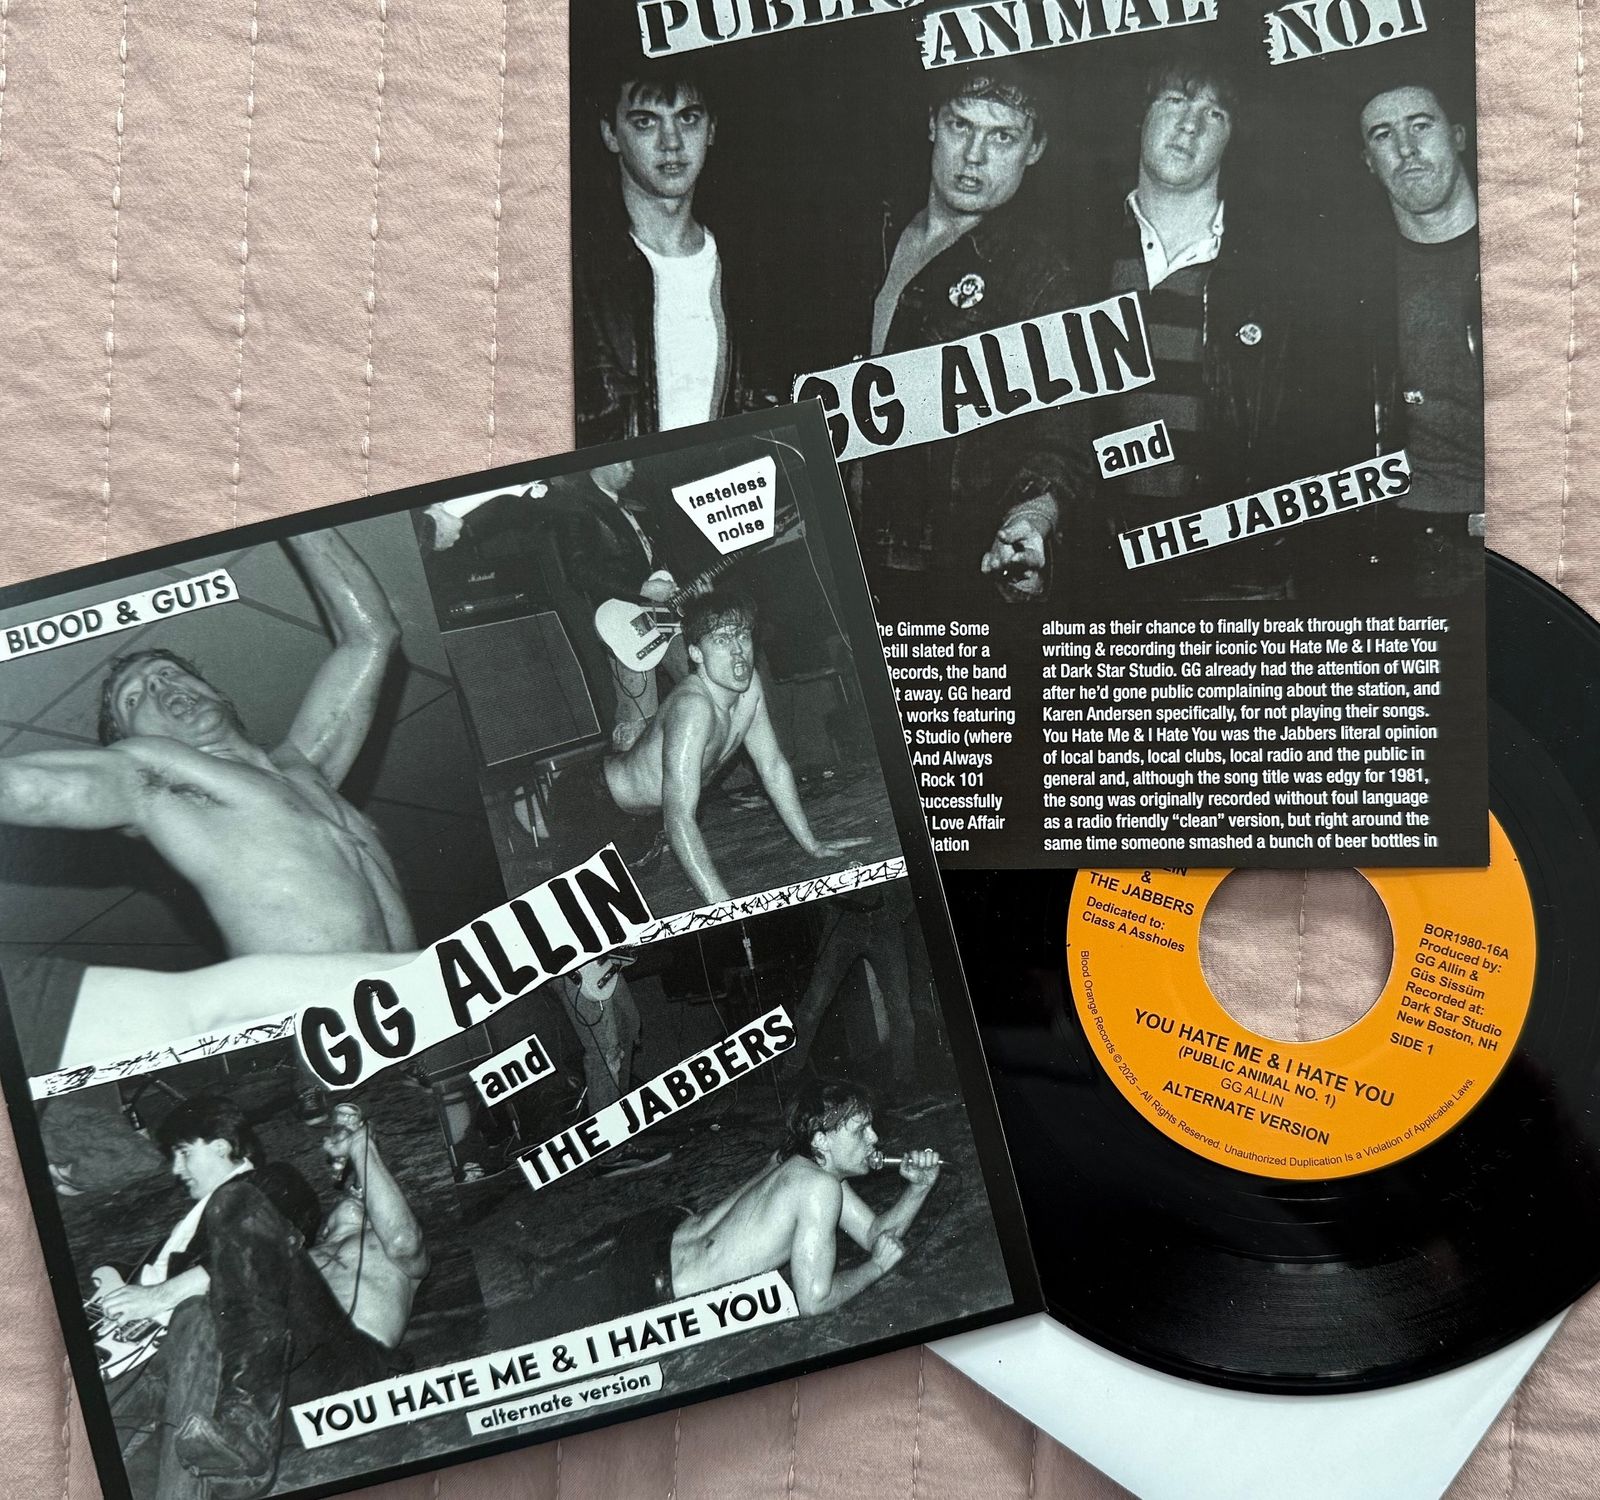 PUBLIC
ANIMAL
NO.1
GG ALLIN
and
THE JABBERS
he Gimme Some
still slated for a
Records, the band
t away. GG heard
works featuring
S Studio (where
And Always
Rock 101
successfully
Love Affair
lation
album as their chance to finally break through that barrier,
writing & recording their iconic You Hate Me & I Hate You
at Dark Star Studio. GG already had the attention of WGIR
after he'd gone public complaining about the station, and
Karen Andersen specifically, for not playing their songs.
You Hate Me & I Hate You was the Jabbers literal opinion
of local bands, local clubs, local radio and the public in
general and, although the song title was edgy for 1981,
the song was originally recorded without foul language
as a radio friendly “clean” version, but right around the
same time someone smashed a bunch of beer bottles in
tasteless
animal
noise
BLOOD & GUTS
Marshall
GG ALLIN
and
THE JABBERS
YOU HATE ME & I HATE YOU
alternate version
&
THE JABBERS
Dedicated to:
Class A Assholes
BOR1980-16A
Produced by:
GG Allin &
Güs Sissüm
Recorded at:
Dark Star Studio
New Boston, NH
SIDE 1
YOU HATE ME & I HATE YOU
(PUBLIC ANIMAL NO. 1)
GG ALLIN
ALTERNATE VERSION
Blood Orange Records © 2025 – All Rights Reserved. Unauthorized Duplication Is a Violation of Applicable Laws.